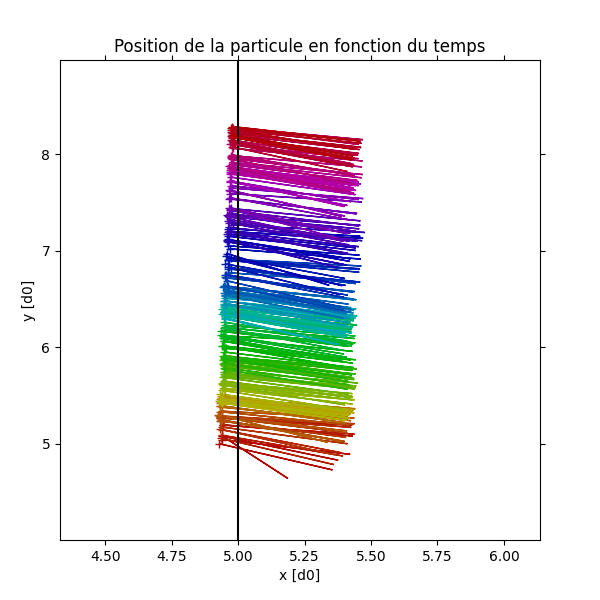 Position de la particule en fonction du temps
y [d0]
8
7
6
5
4.50 4.75 5.00 5.25 5.50 5.75 6.00
x [d0]